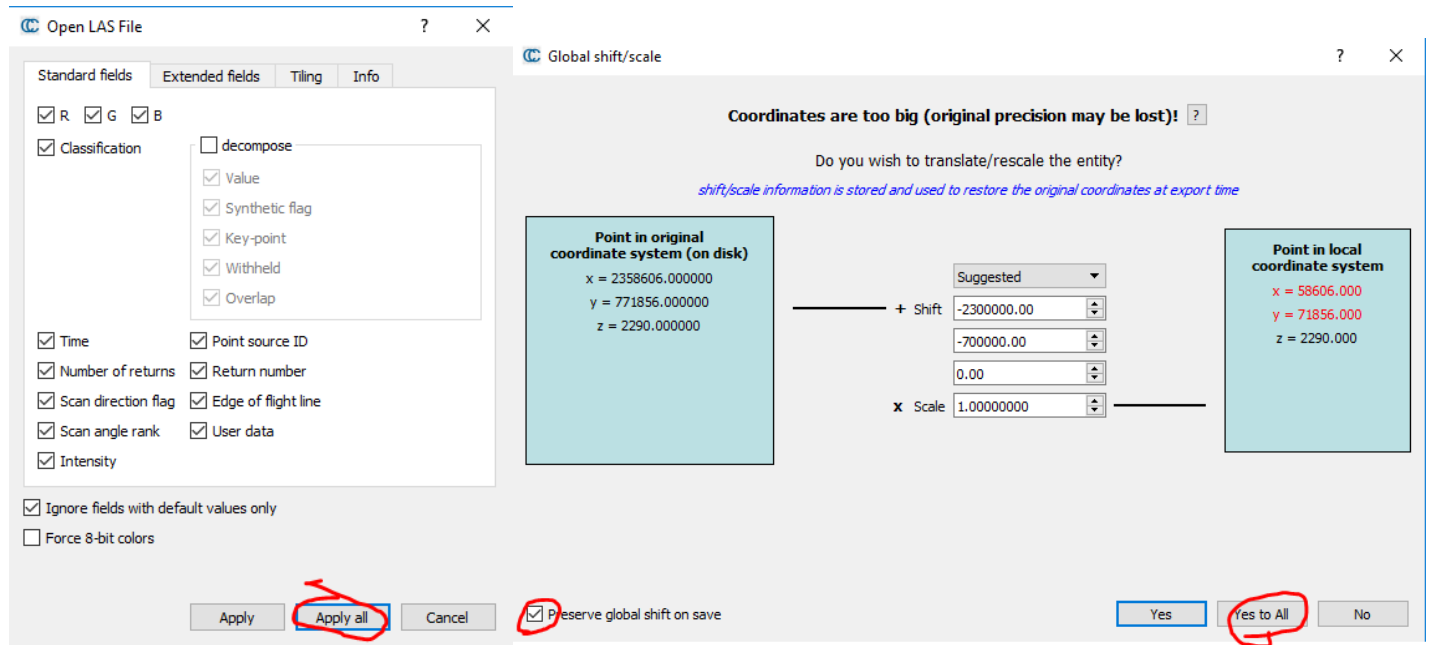 Open LAS File
?
Standard fields Extended fields Tiling Info
R G B
Classification
decompose
Value
Synthetic flag
Key-point
Withheld
Overlap
Time
Point source ID
Number of returns
Return number
Scan direction flag
Edge of flight line
Scan angle rank
User data
Intensity
Ignore fields with default values only
Force 8-bit colors
Apply
Apply all
Cancel
Global shift/scale
?
Coordinates are too big (original precision may be lost)! ?
Do you wish to translate/rescale the entity?
shift/scale information is stored and used to restore the original coordinates at export time
Point in original
coordinate system (on disk)
x = 2358606.000000
y = 771856.000000
z = 2290.000000
Suggested
+ Shift -2300000.00
-700000.00
0.00
x Scale 1.00000000
Point in local
coordinate system
x = 58606.000
y = 71856.000
z = 2290.000
Preserve global shift on save
Yes
Yes to All
No